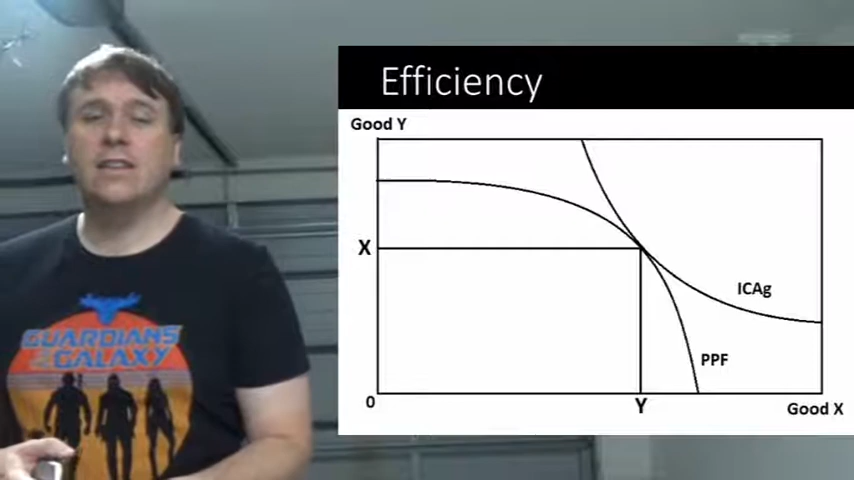 Efficiency
Good Y
X
ICAg
PPF
0
Y
Good X
GUARDIANS
GALAXY